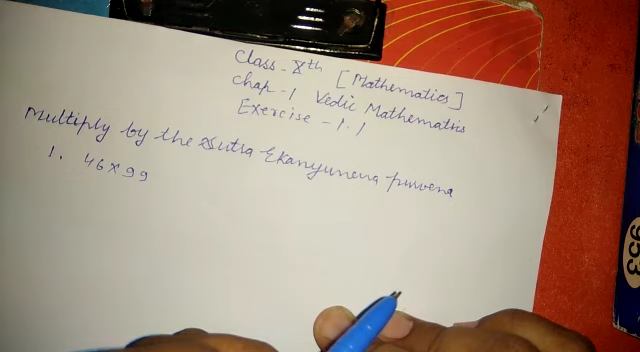 Class - Xth [Mathematics]
Chap - 1 Vedic Mathematics
Exercise - 1.1
Multiply by the Sutra Ekanyunena purvena
1. 46 × 99
953